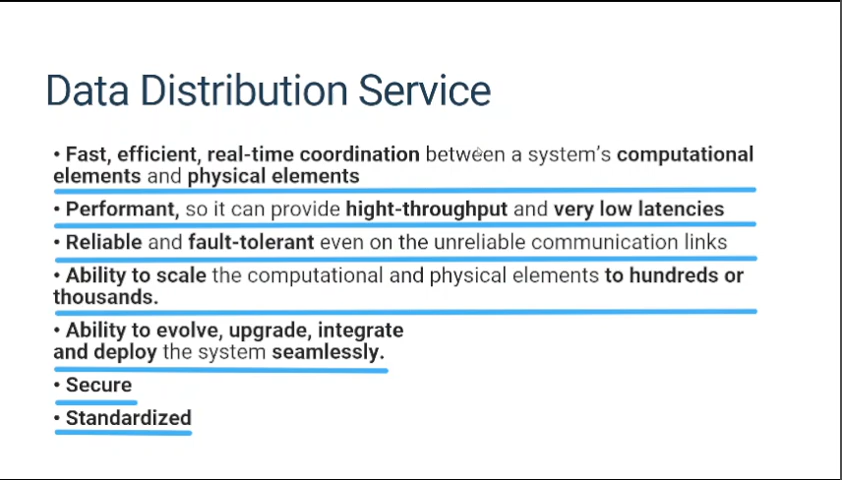 Data Distribution Service
• Fast, efficient, real-time coordination between a system's computational
elements and physical elements
• Performant, so it can provide hight-throughput and very low latencies
• Reliable and fault-tolerant even on the unreliable communication links
• Ability to scale the computational and physical elements to hundreds or
thousands.
• Ability to evolve, upgrade, integrate
and deploy the system seamlessly.
• Secure
• Standardized